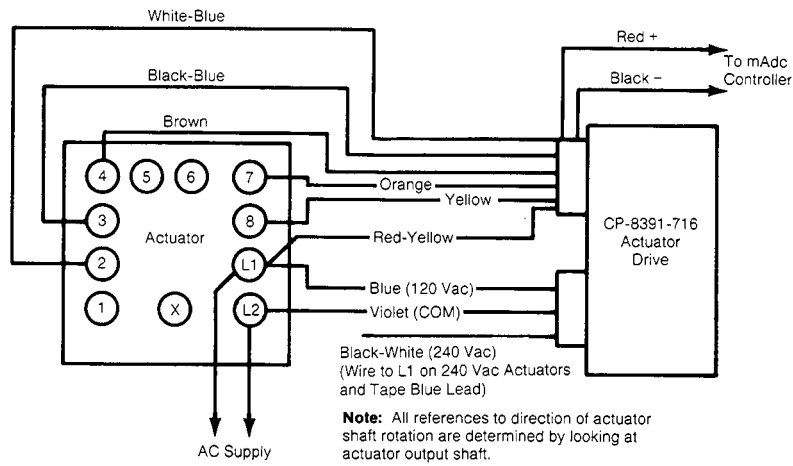 White-Blue
Red +
To mAdc
Controller
Black-Blue
Black –
Brown
4
5
6
7
Orange
Yellow
3
8
Actuator
Red-Yellow
CP-8391-716
Actuator
Drive
2
L1
Blue (120 Vac)
1
X
L2
Violet (COM)
Black-White (240 Vac)
(Wire to L1 on 240 Vac Actuators
and Tape Blue Lead)
Note: All references to direction of actuator
shaft rotation are determined by looking at
actuator output shaft.
AC Supply